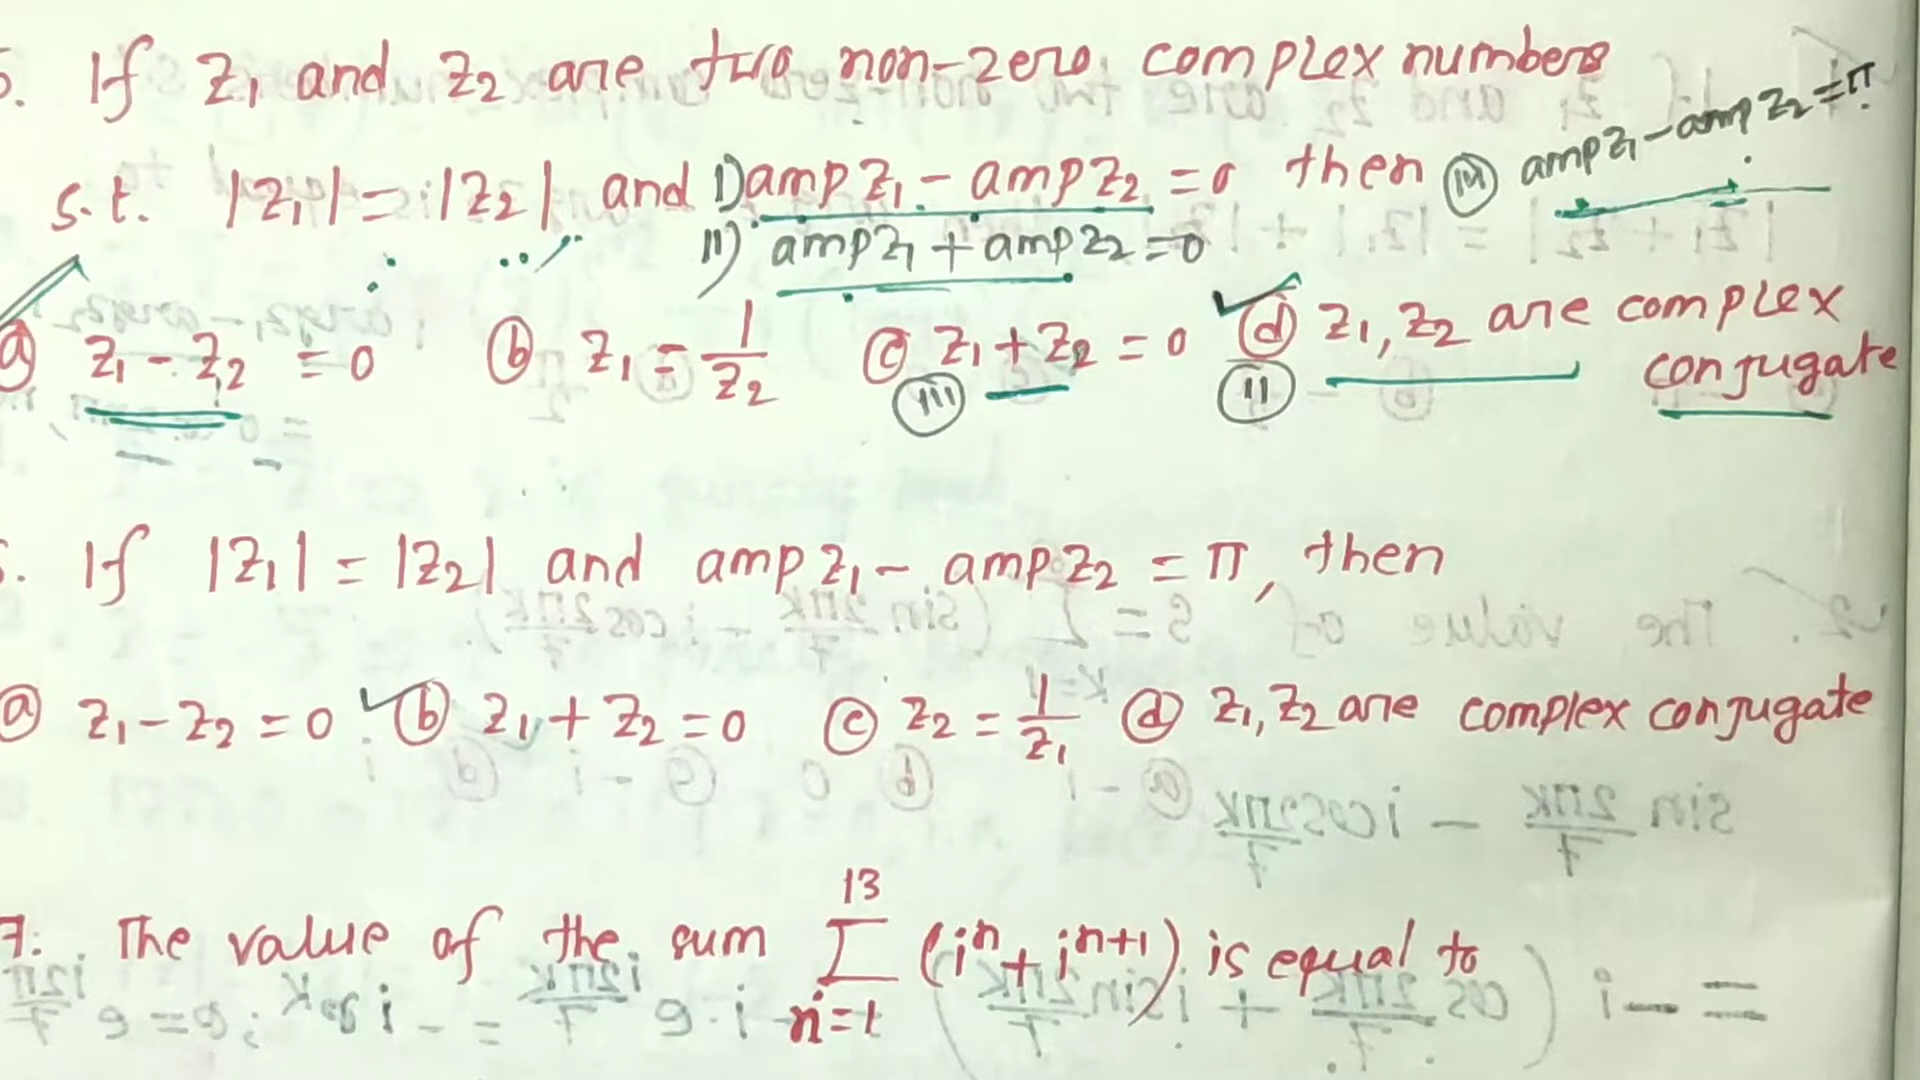 5. If z₁ and z₂ are two non-zero complex numbers
s.t. |z₁| = |z₂| and I) amp z₁ - amp z₂ = 0 then (III) amp z₁ - amp z₂ = π
II) amp z₁ + amp z₂ = 0
(a) z₁ - z₂ = 0 (b) z₁ = 1/z₂ (c) z₁ + z₂ = 0 (d) z₁, z₂ are complex
(III) (II) conjugate
6. If |z₁| = |z₂| and amp z₁ - amp z₂ = π, then
(a) z₁ - z₂ = 0 (b) z₁ + z₂ = 0 (c) z₂ = 1/z₁ (d) z₁, z₂ are complex conjugate
7. The value of the sum Σ_{n=1}^{13} (iⁿ + iⁿ⁺¹) is equal to